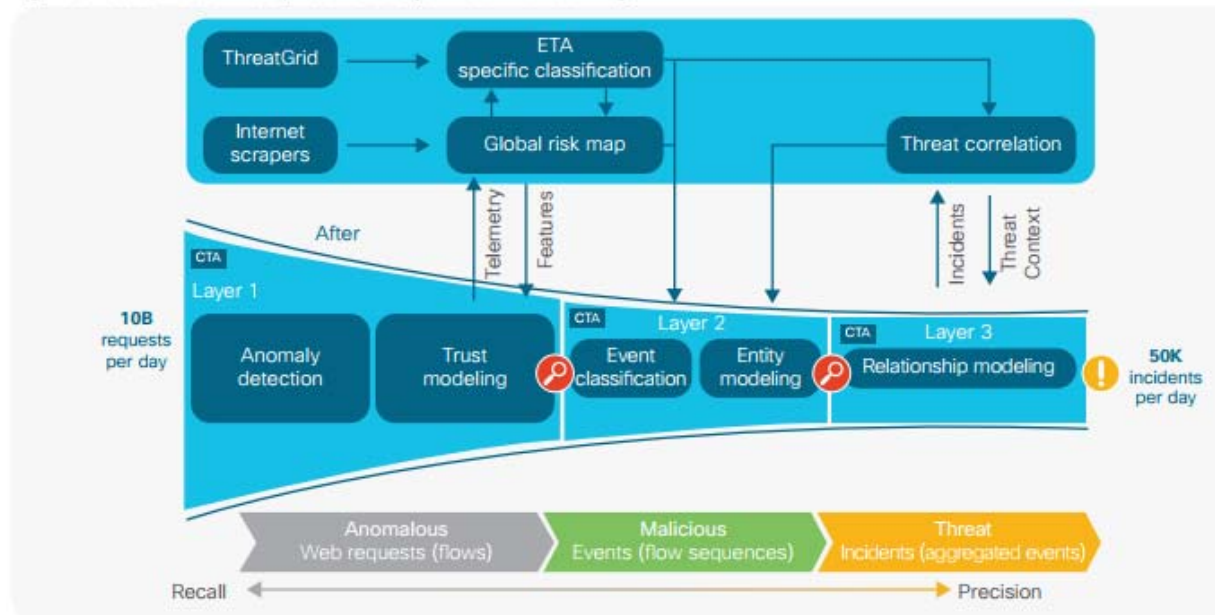 ThreatGrid
ETA
specific classification
Internet
scrapers
Global risk map
Threat correlation
After
Telemetry
Features
Incidents
Threat
Context
CTA
Layer 1
10B
requests
per day
Anomaly
detection
Trust
modeling
CTA
Layer 2
Event
classification
Entity
modeling
CTA
Layer 3
Relationship modeling
50K
incidents
per day
Anomalous
Web requests (flows)
Malicious
Events (flow sequences)
Threat
Incidents (aggregated events)
Recall
Precision